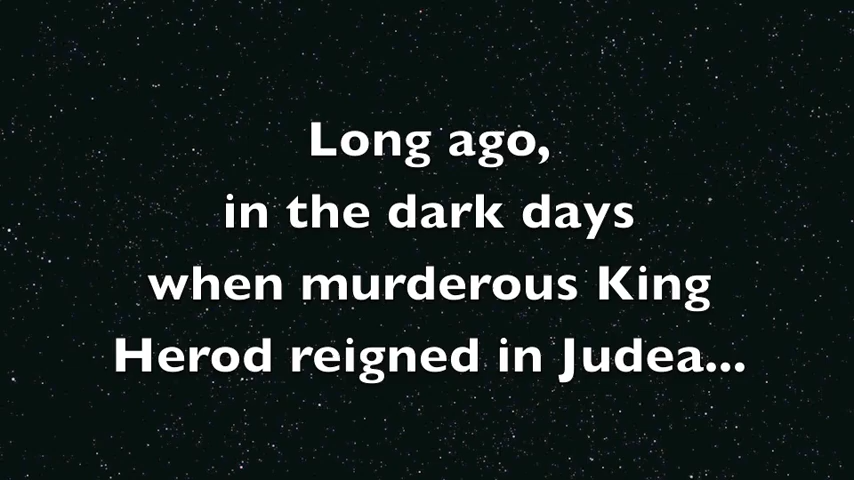 Long ago,
in the dark days
when murderous King
Herod reigned in Judea...